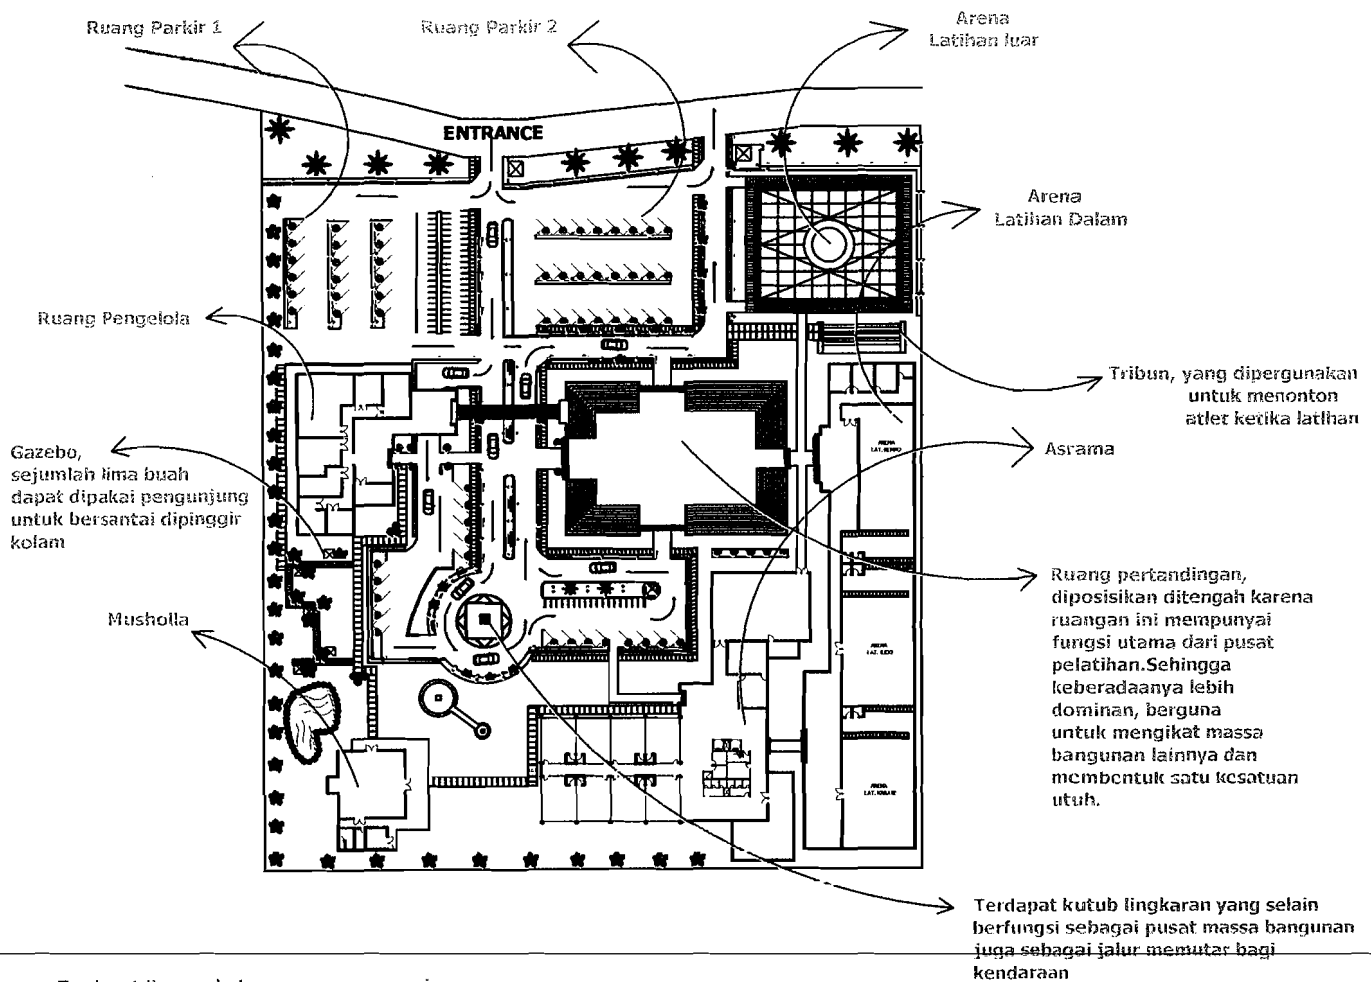 Ruang Parkir 1
Ruang Parkir 2
Arena
Latihan luar
ENTRANCE
Arena
Latihan Dalam
Ruang Pengelola
Tribun, yang dipergunakan
untuk menonton
atlet ketika latihan
Asrama
Gazebo,
sejumlah lima buah
dapat dipakai pengunjung
untuk bersantai dipinggir
kolam
ARENA
Musholla
Ruang pertandingan,
diposisikan ditengah karena
ruangan ini mempunyai
fungsi utama dari pusat
pelatihan.Sehingga
keberadaanya lebih
dominan, berguna
untuk mengikat massa
bangunan lainnya dan
membentuk satu kesatuan
utuh.
ARENA
ARENA
Terdapat kutub lingkaran yang selain
berfungsi sebagai pusat massa bangunan
juga sebagai jalur memutar bagi
kendaraan